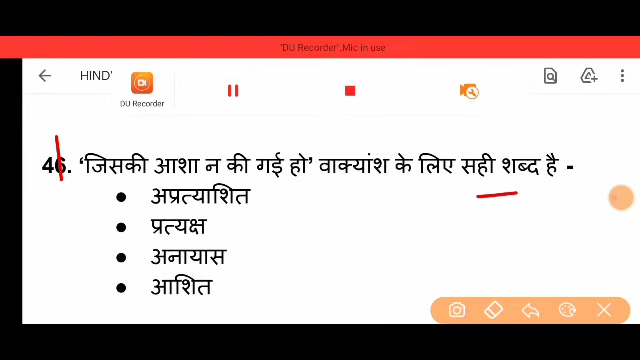 'DU Recorder',Mic in use
HIND'
DU Recorder
46. 'जिसकी आशा न की गई हो' वाक्यांश के लिए सही शब्द है -
● अप्रत्याशित
● प्रत्यक्ष
● अनायास
● आशित